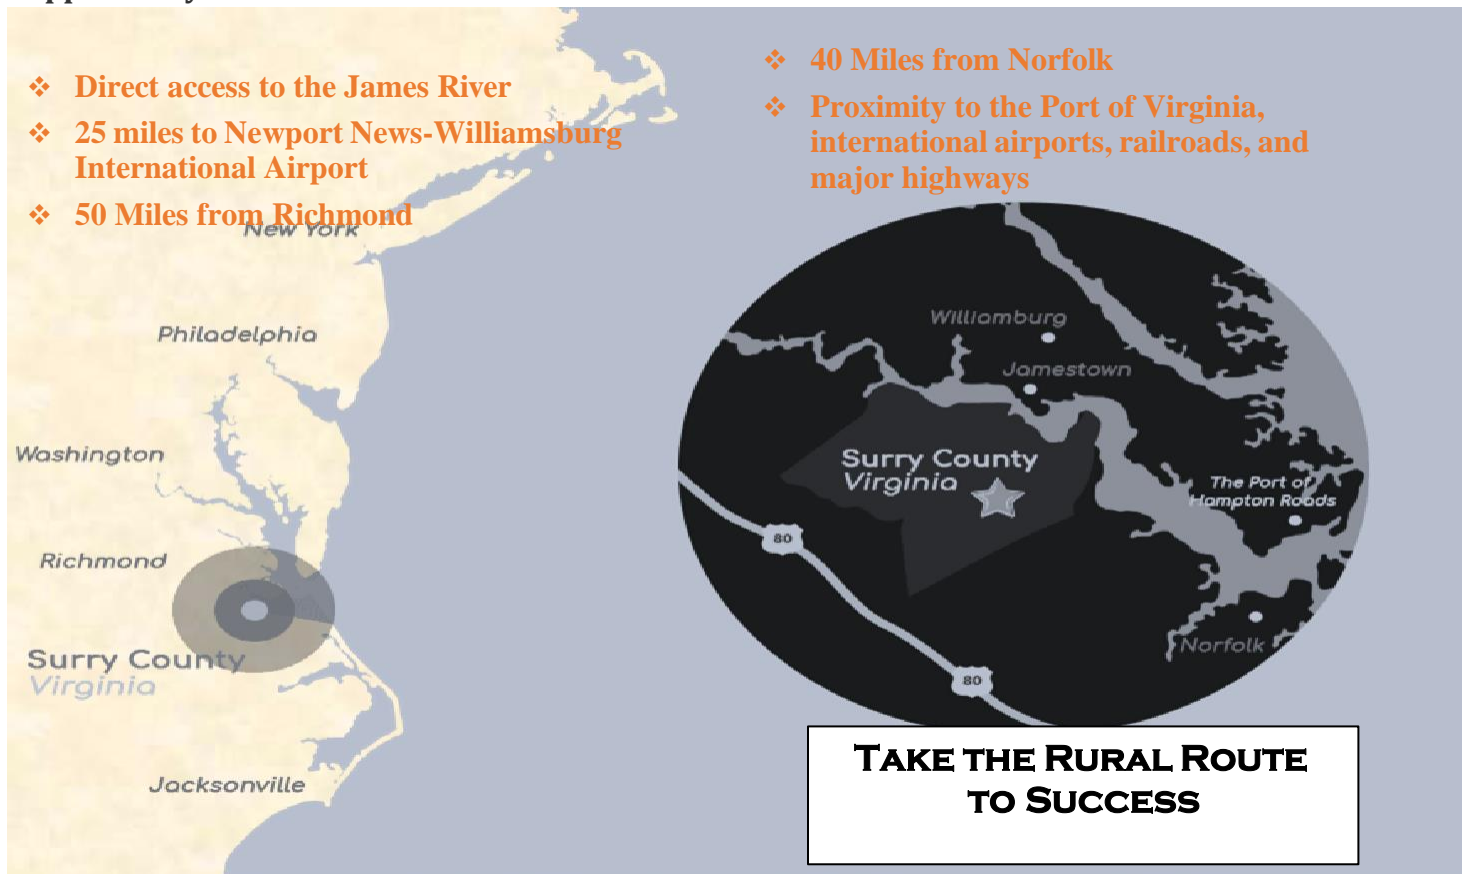 ❖ Direct access to the James River
❖ 25 miles to Newport News-Williamsburg
International Airport
❖ 50 Miles from Richmond
❖ 40 Miles from Norfolk
❖ Proximity to the Port of Virginia,
international airports, railroads, and
major highways
New York
Philadelphia
Washington
Richmond
Surry County
Virginia
Jacksonville
Williamburg
Jamestown
Surry County
Virginia
The Port of
Hampton Roads
80
80
Norfolk
TAKE THE RURAL ROUTE
TO SUCCESS